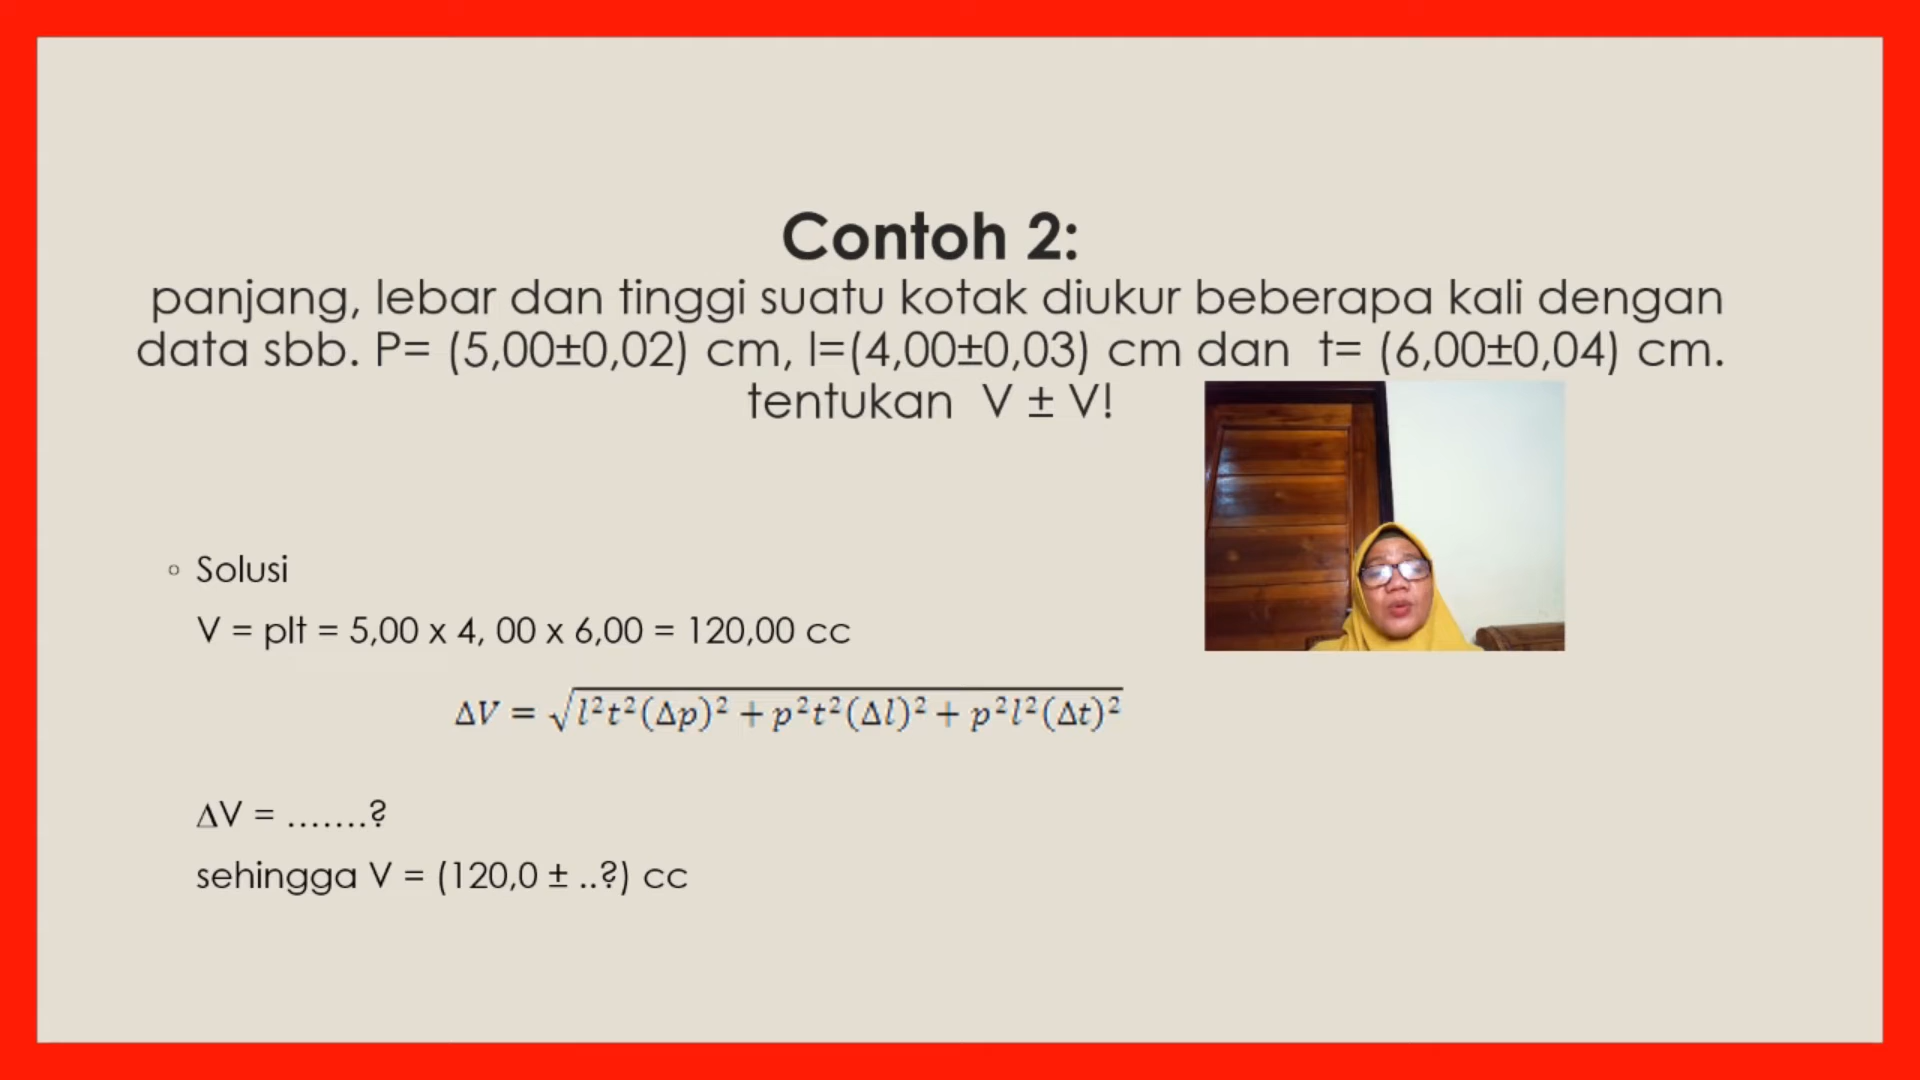 Contoh 2:
panjang, lebar dan tinggi suatu kotak diukur beberapa kali dengan
data sbb. P= (5,00±0,02) cm, l=(4,00±0,03) cm dan  t= (6,00±0,04) cm.
tentukan  V ± V!
◦ Solusi
V = plt = 5,00 x 4, 00 x 6,00 = 120,00 cc
ΔV = √l²t²(Δp)² + p²t²(Δl)² + p²l²(Δt)²
ΔV = .......?
sehingga V = (120,0 ± ..?) cc